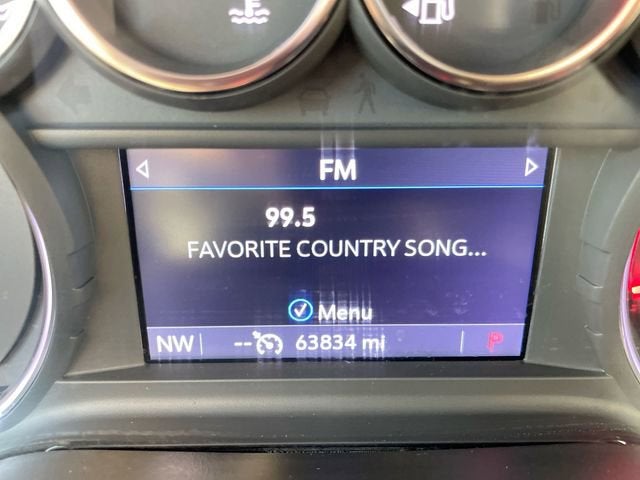 FM
99.5
FAVORITE COUNTRY SONG...
Menu
NW -- 63834 mi P